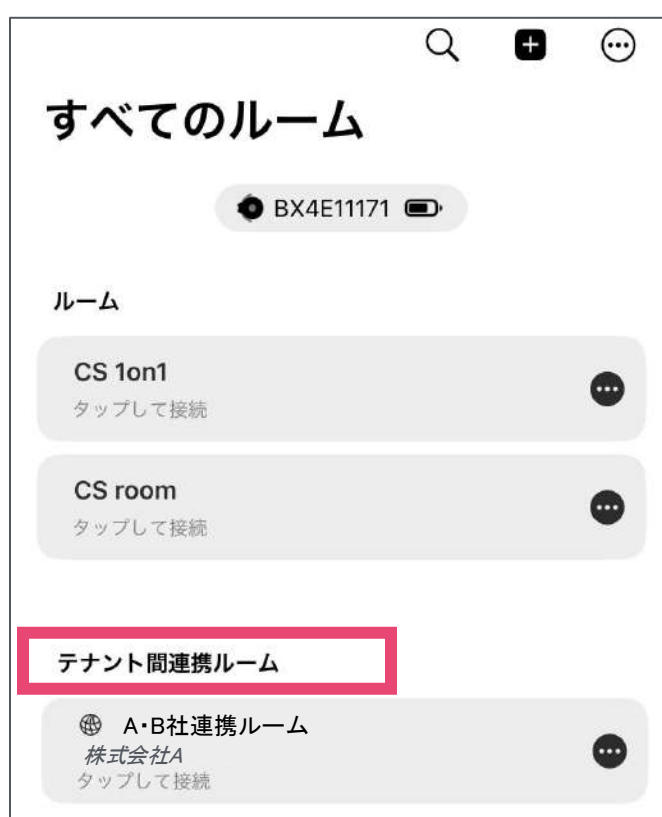 すべてのルーム
BX4E11171
ルーム
CS 1on1
タップして接続
CS room
タップして接続
テナント間連携ルーム
A・B社連携ルーム
株式会社A
タップして接続